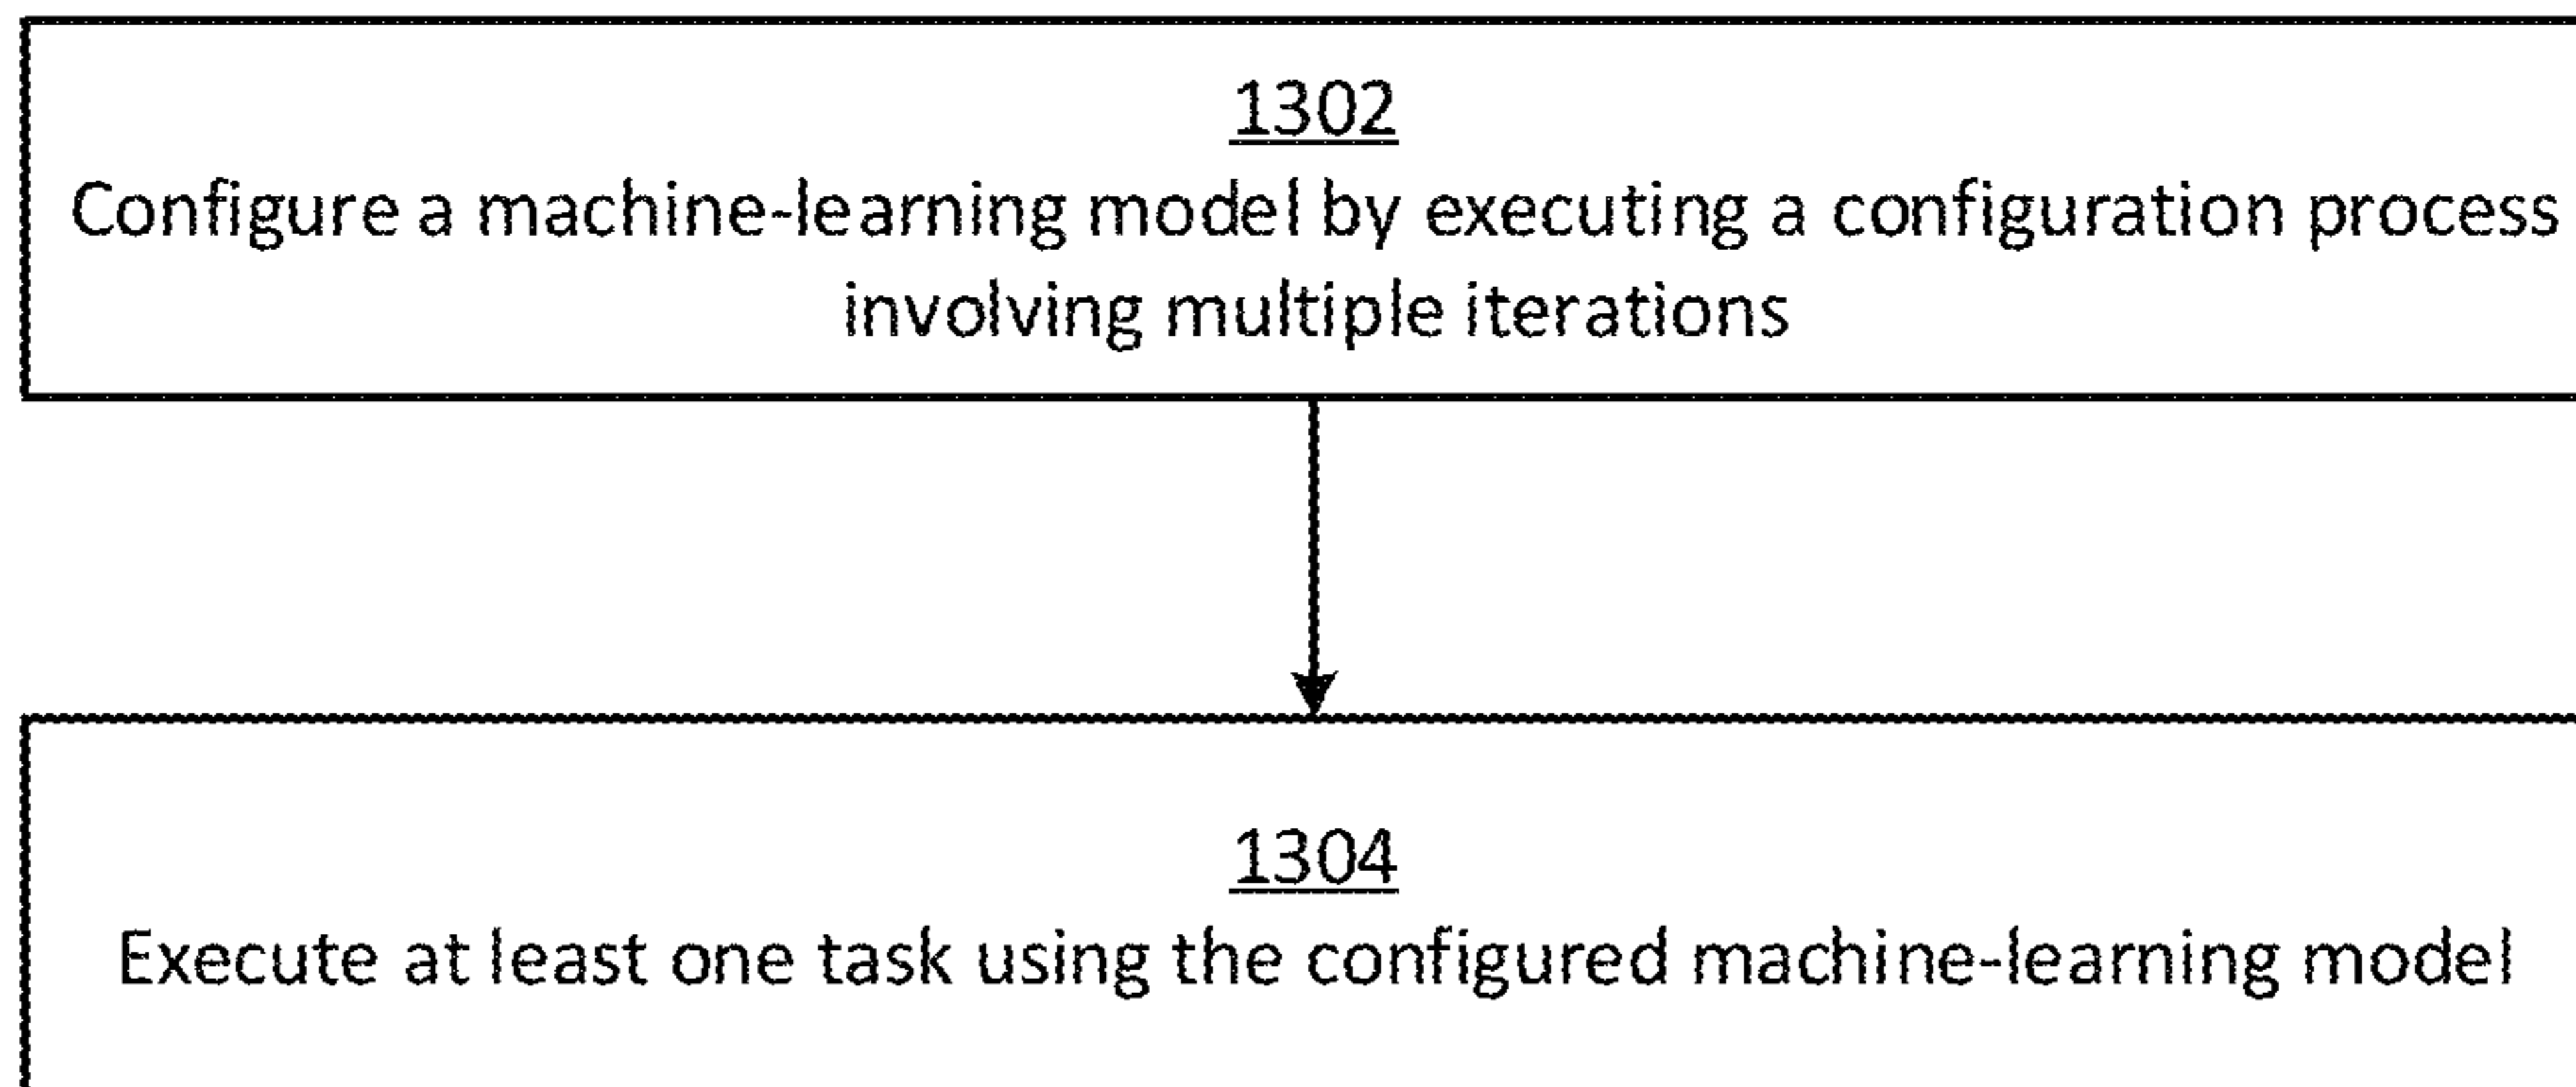 1302
Configure a machine-learning model by executing a configuration process
involving multiple iterations
1304
Execute at least one task using the configured machine-learning model